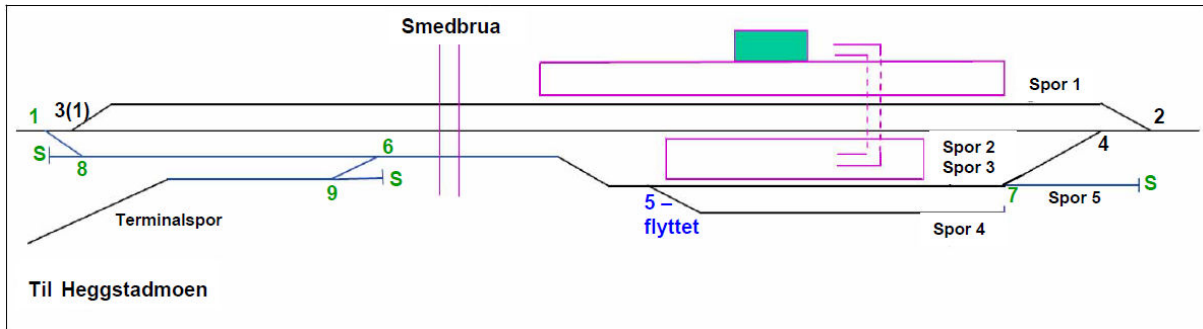 Smedbrua
Spor 1
1
3(1)
2
S
8
6
Spor 2
4
Spor 3
9
S
5 –
flyttet
7
S
Spor 5
Terminalspor
Spor 4
Til Heggstadmoen